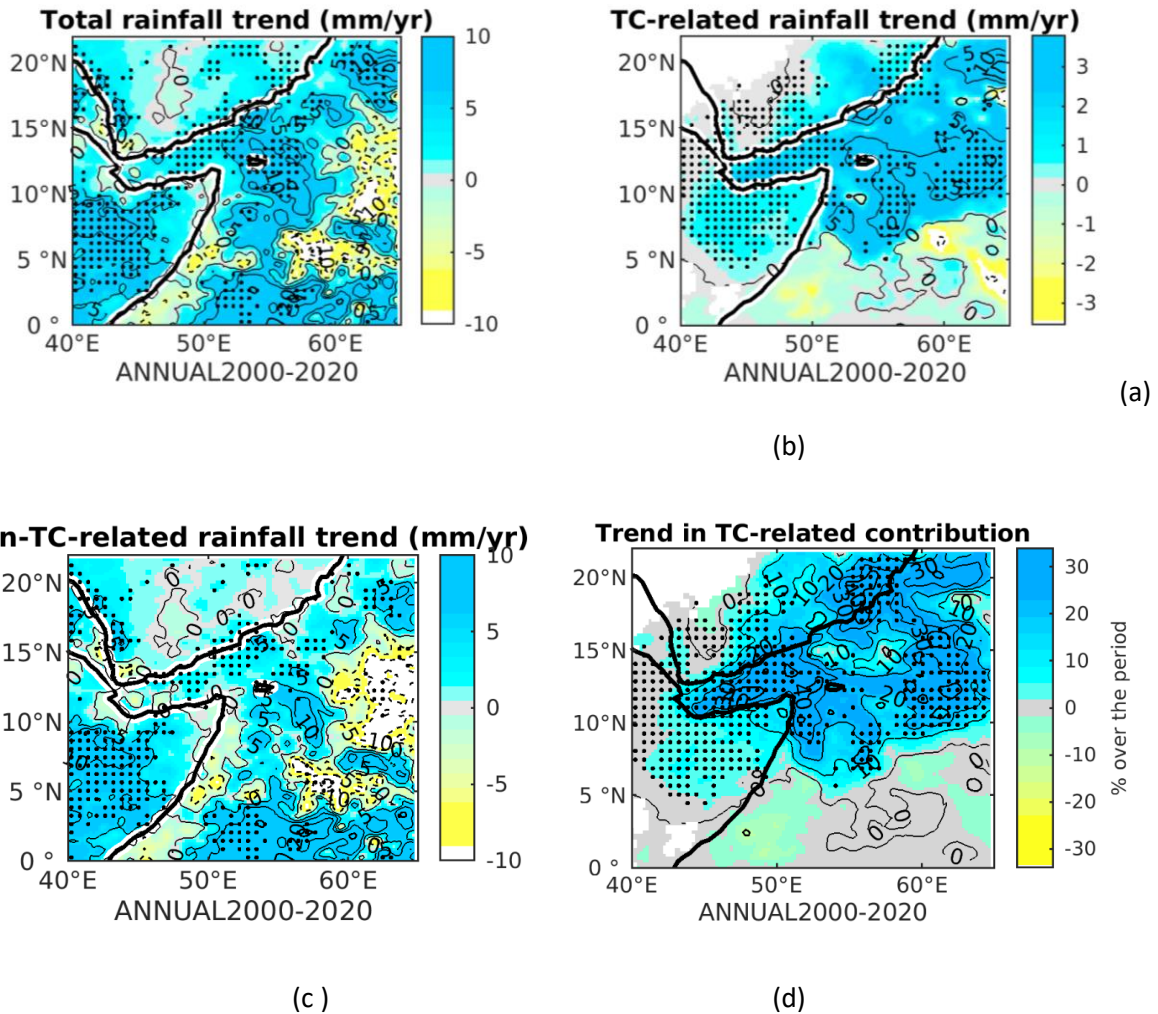 Total rainfall trend (mm/yr)
TC-related rainfall trend (mm/yr)
20°N
15°N
10°N
5 °N
0 °
40°E 50°E 60°E
ANNUAL2000-2020
10
5
0
-5
-10
20°N
15°N
10°N
5 °N
0 °
40°E 50°E 60°E
ANNUAL2000-2020
3
2
1
0
-1
-2
-3
(a)
(b)
n-TC-related rainfall trend (mm/yr)
Trend in TC-related contribution
20°N
15°N
10°N
5 °N
0 °
40°E 50°E 60°E
ANNUAL2000-2020
10
5
0
-5
-10
20°N
15°N
10°N
5°N
0 °
40°E 50°E 60°E
ANNUAL2000-2020
30
20
10
0
-10
-20
-30
% over the period
(c )
(d)